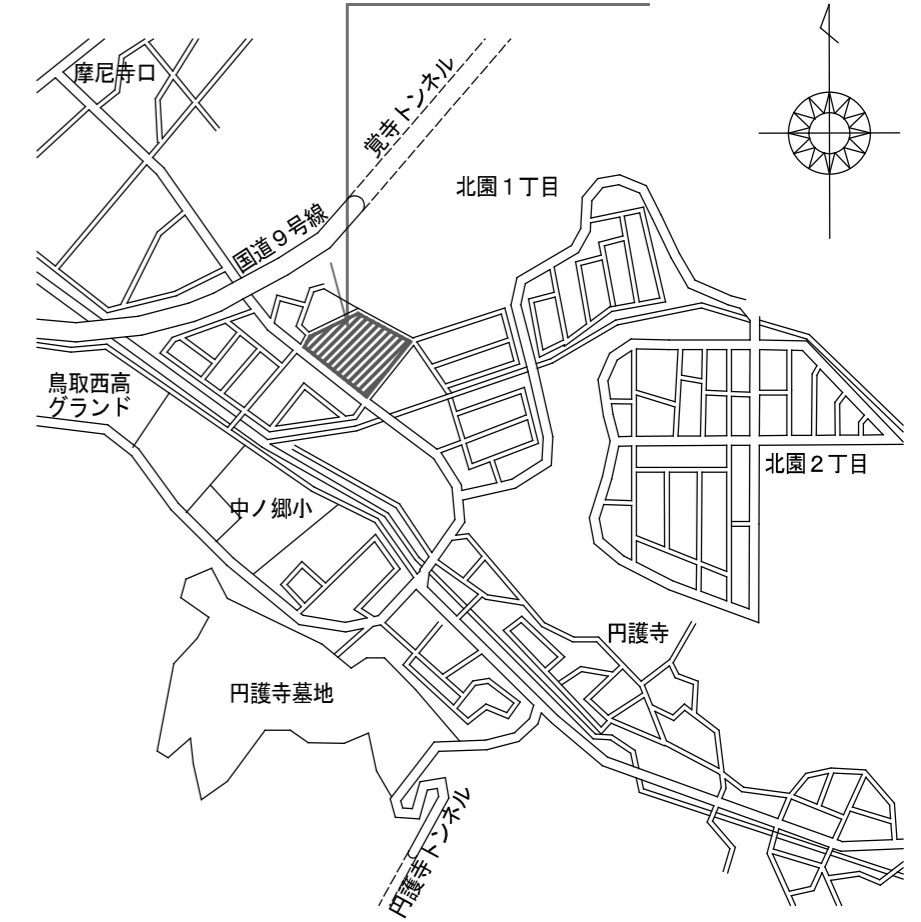 摩尼寺口
覚寺トンネル
北園1丁目
国道9号線
鳥取西高
グランド
北園2丁目
中ノ郷小
円護寺
円護寺墓地
円護寺トンネル